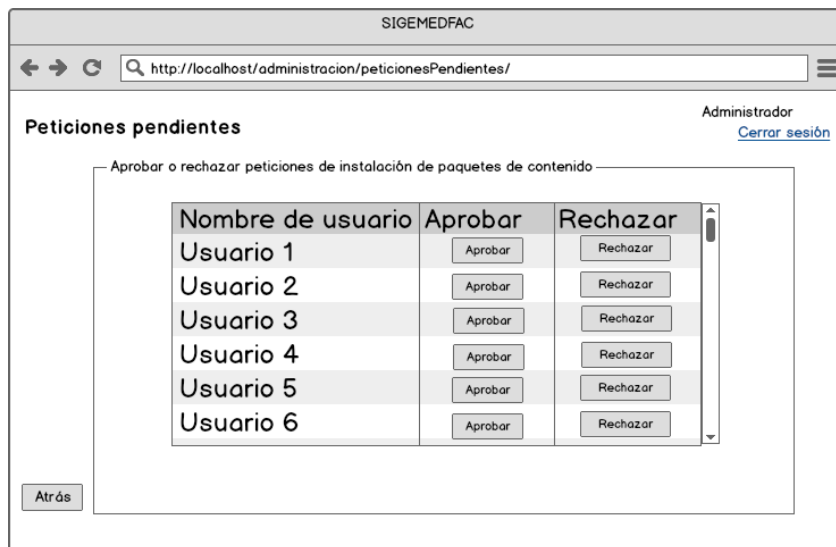 SIGEMEDFAC
http://localhost/administracion/peticionesPendientes/
Administrador
Peticiones pendientes
Cerrar sesión
Aprobar o rechazar peticiones de instalación de paquetes de contenido
Nombre de usuario Aprobar Rechazar
Usuario 1 Aprobar Rechazar
Usuario 2 Aprobar Rechazar
Usuario 3 Aprobar Rechazar
Usuario 4 Aprobar Rechazar
Usuario 5 Aprobar Rechazar
Usuario 6 Aprobar Rechazar
Atrás